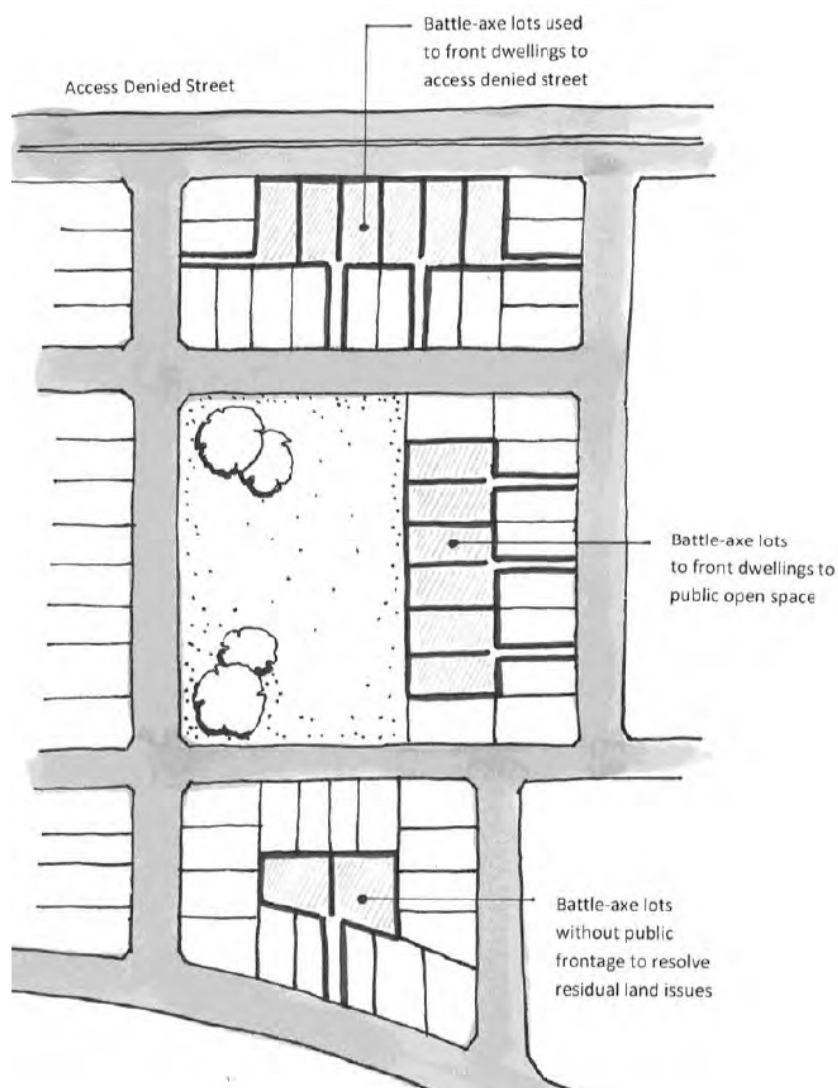 Battle-axe lots used
to front dwellings to
access denied street
Access Denied Street
Battle-axe lots
to front dwellings to
public open space
Battle-axe lots
without public
frontage to resolve
residual land issues